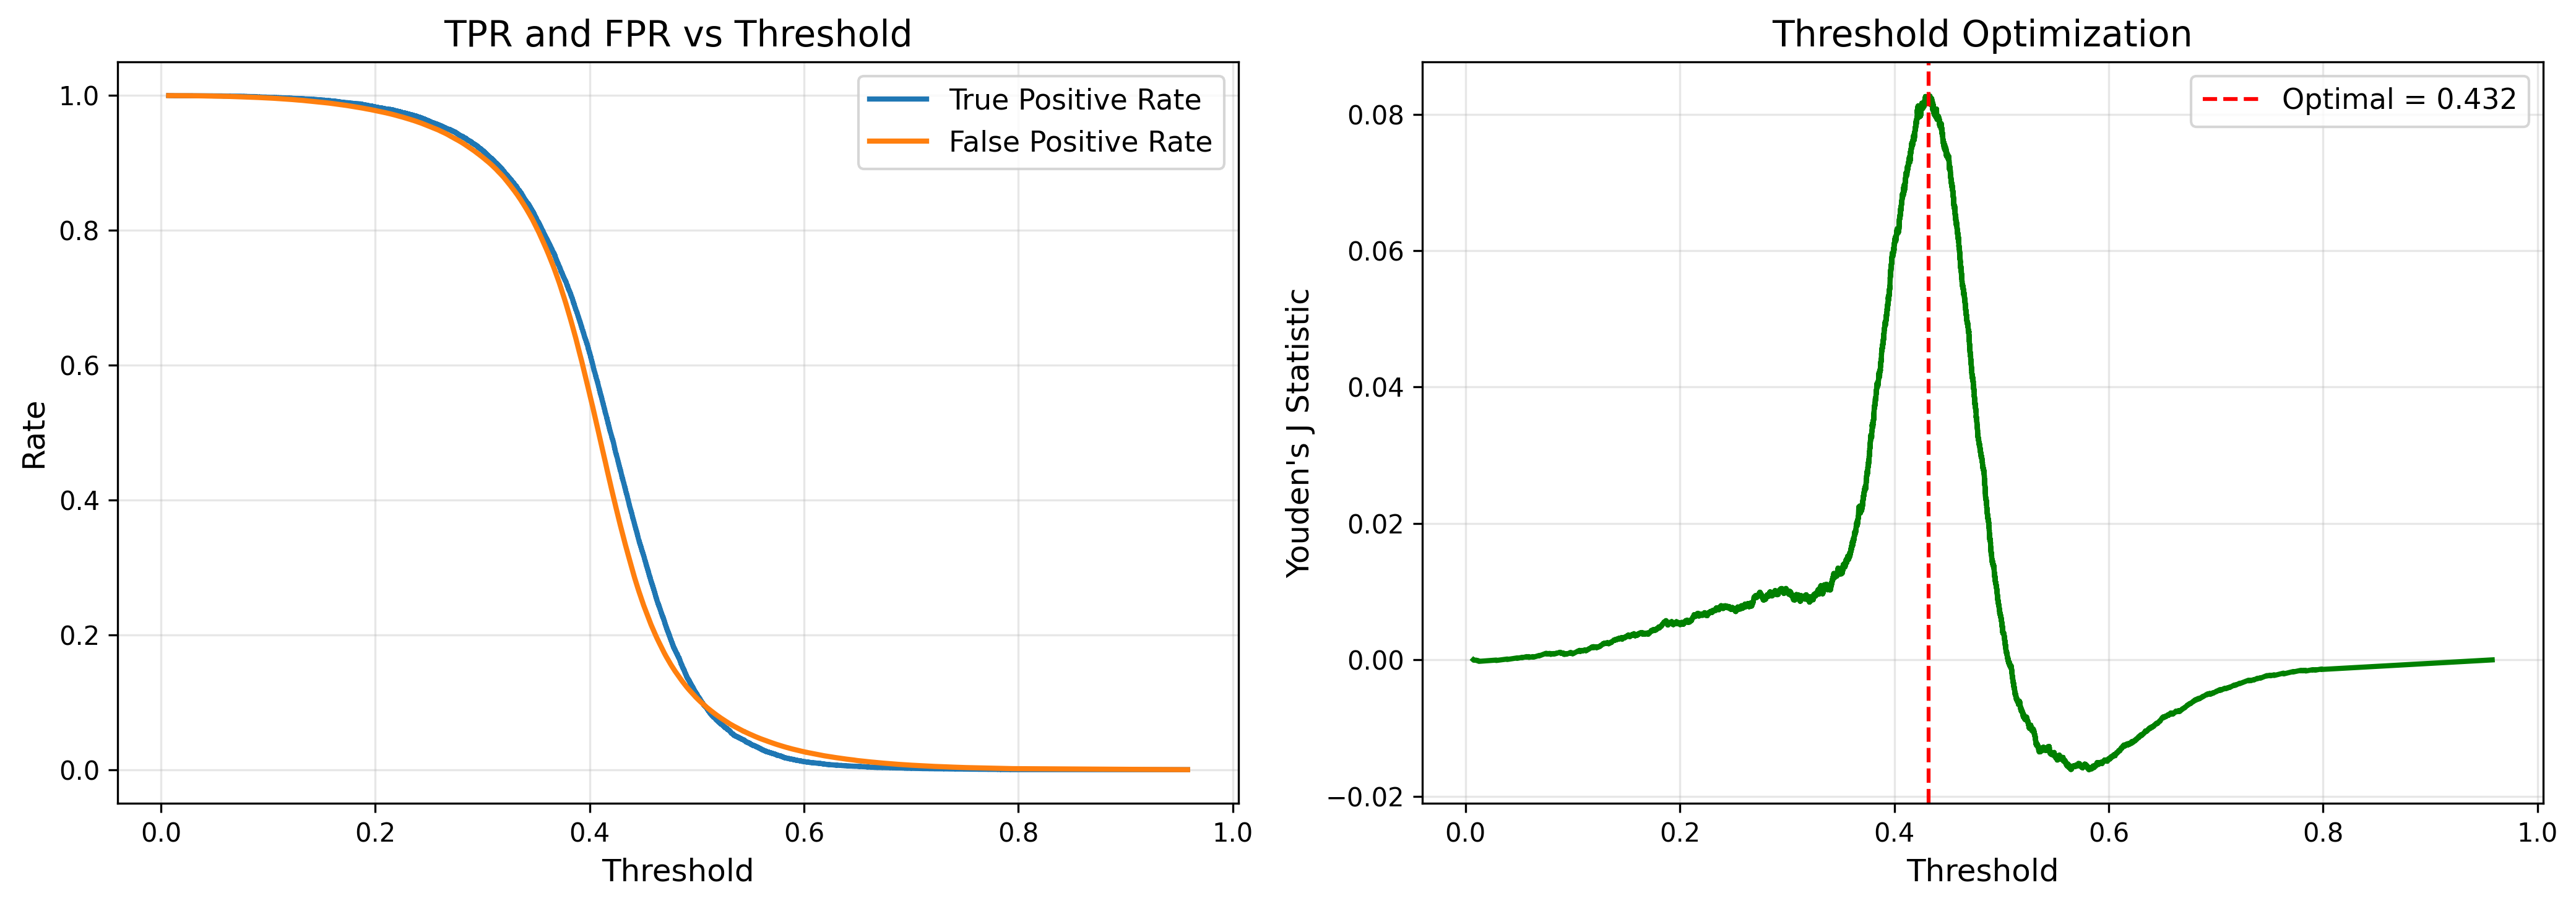 TPR and FPR vs Threshold
True Positive Rate
False Positive Rate
Rate
1.0
0.8
0.6
0.4
0.2
0.0
0.0 0.2 0.4 0.6 0.8 1.0
Threshold
Threshold Optimization
Optimal = 0.432
Youden's J Statistic
0.08
0.06
0.04
0.02
0.00
−0.02
0.0 0.2 0.4 0.6 0.8 1.0
Threshold